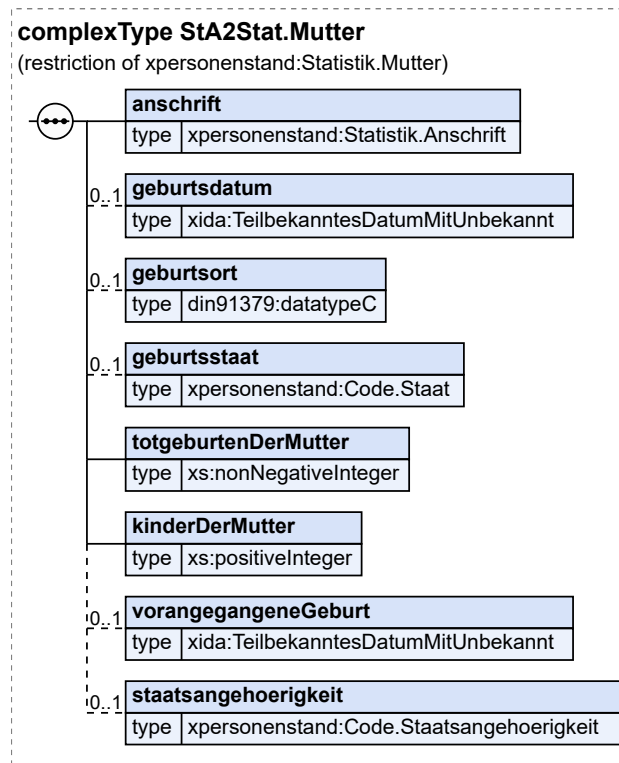 complexType StA2Stat.Mutter
(restriction of xpersonenstand:Statistik.Mutter)
anschrift
type xpersonenstand:Statistik.Anschrift
0..1 geburtsdatum
type xida:TeilbekanntesDatumMitUnbekannt
0..1 geburtsort
type din91379:datatypeC
0..1 geburtsstaat
type xpersonenstand:Code.Staat
totgeburtenDerMutter
type xs:nonNegativeInteger
kinderDerMutter
type xs:positiveInteger
0..1 vorangegangeneGeburt
type xida:TeilbekanntesDatumMitUnbekannt
0..1 staatsangehoerigkeit
type xpersonenstand:Code.Staatsangehoerigkeit